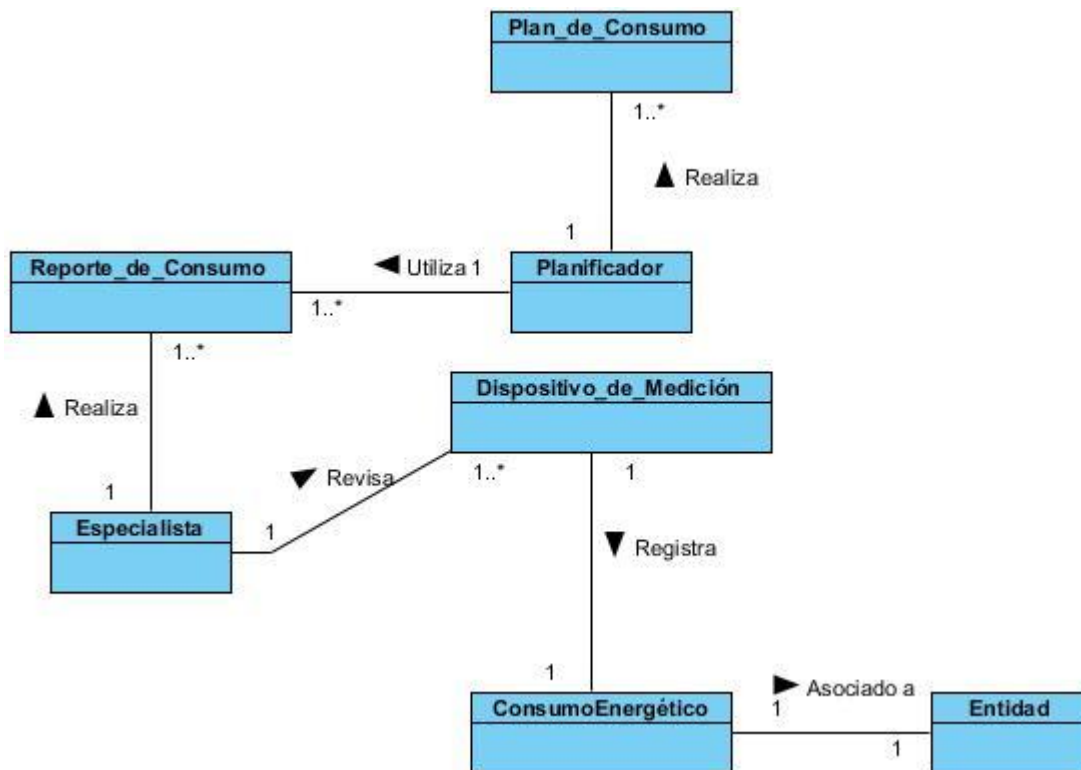 Plan_de_Consumo
1..*
Realiza
1
Reporte_de_Consumo
Utiliza 1
Planificador
1..*
1..*
Dispositivo_de_Medición
Realiza
Revisa
1..*
1
1
Especialista
1
Registra
1
Asociado a
ConsumoEnergético
1
Entidad
1